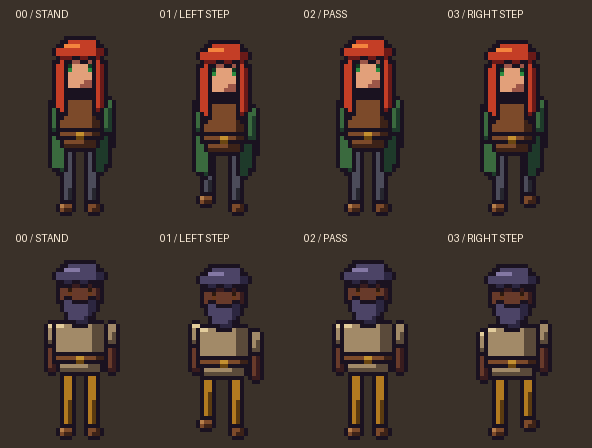 00 / STAND
01 / LEFT STEP
02 / PASS
03 / RIGHT STEP
00 / STAND
01 / LEFT STEP
02 / PASS
03 / RIGHT STEP